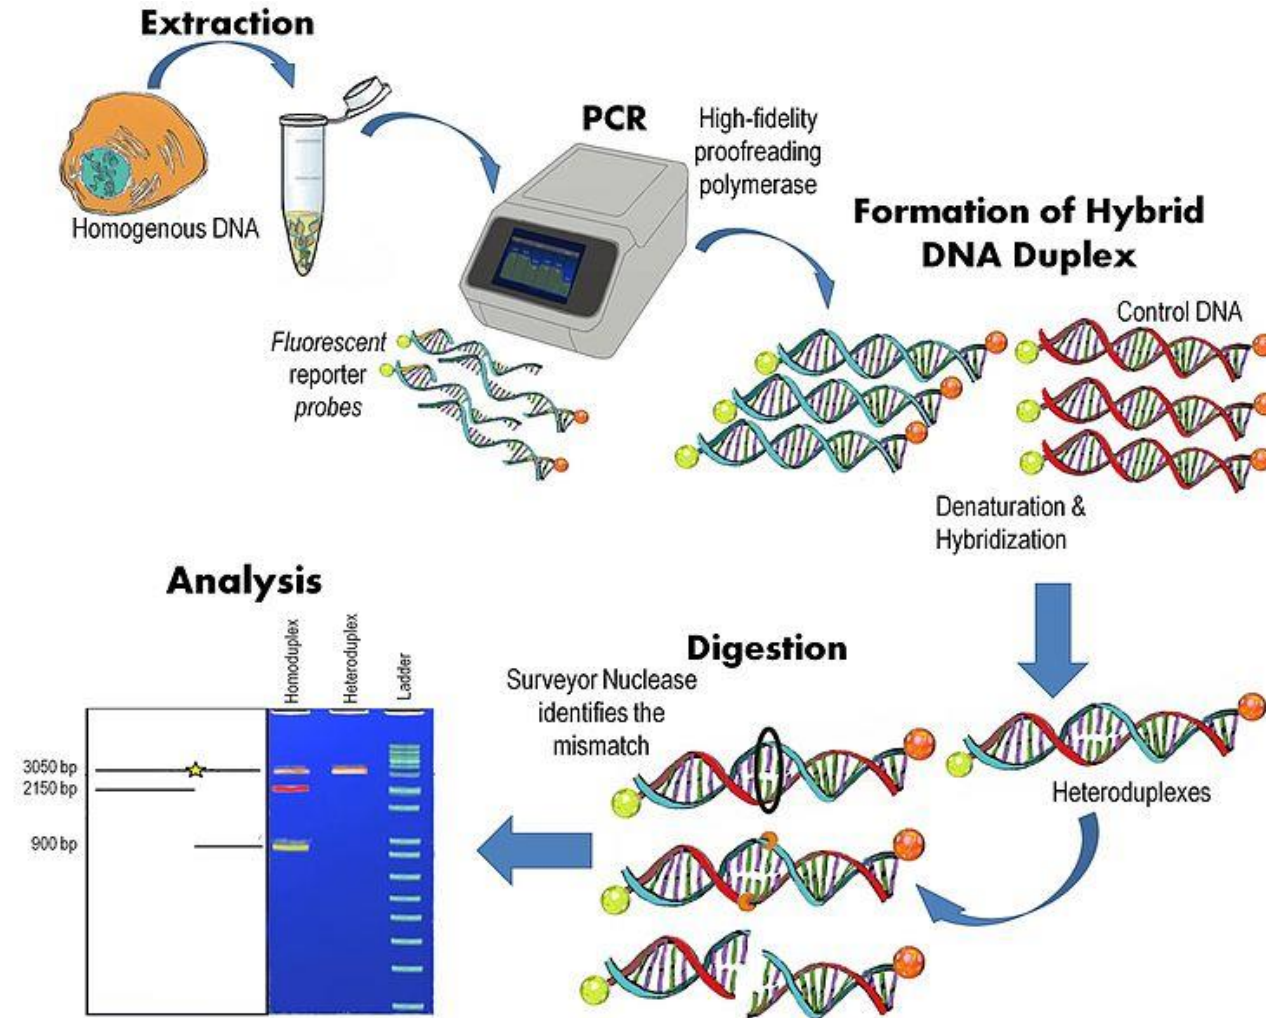 Extraction
Homogenous DNA
PCR
High-fidelity
proofreading
polymerase
Fluorescent
reporter
probes
Formation of Hybrid
DNA Duplex
Control DNA
Denaturation &
Hybridization
Heteroduplexes
Digestion
Surveyor Nuclease
identifies the
mismatch
Analysis
Homoduplex
Heteroduplex
Ladder
3050 bp
2150 bp
900 bp